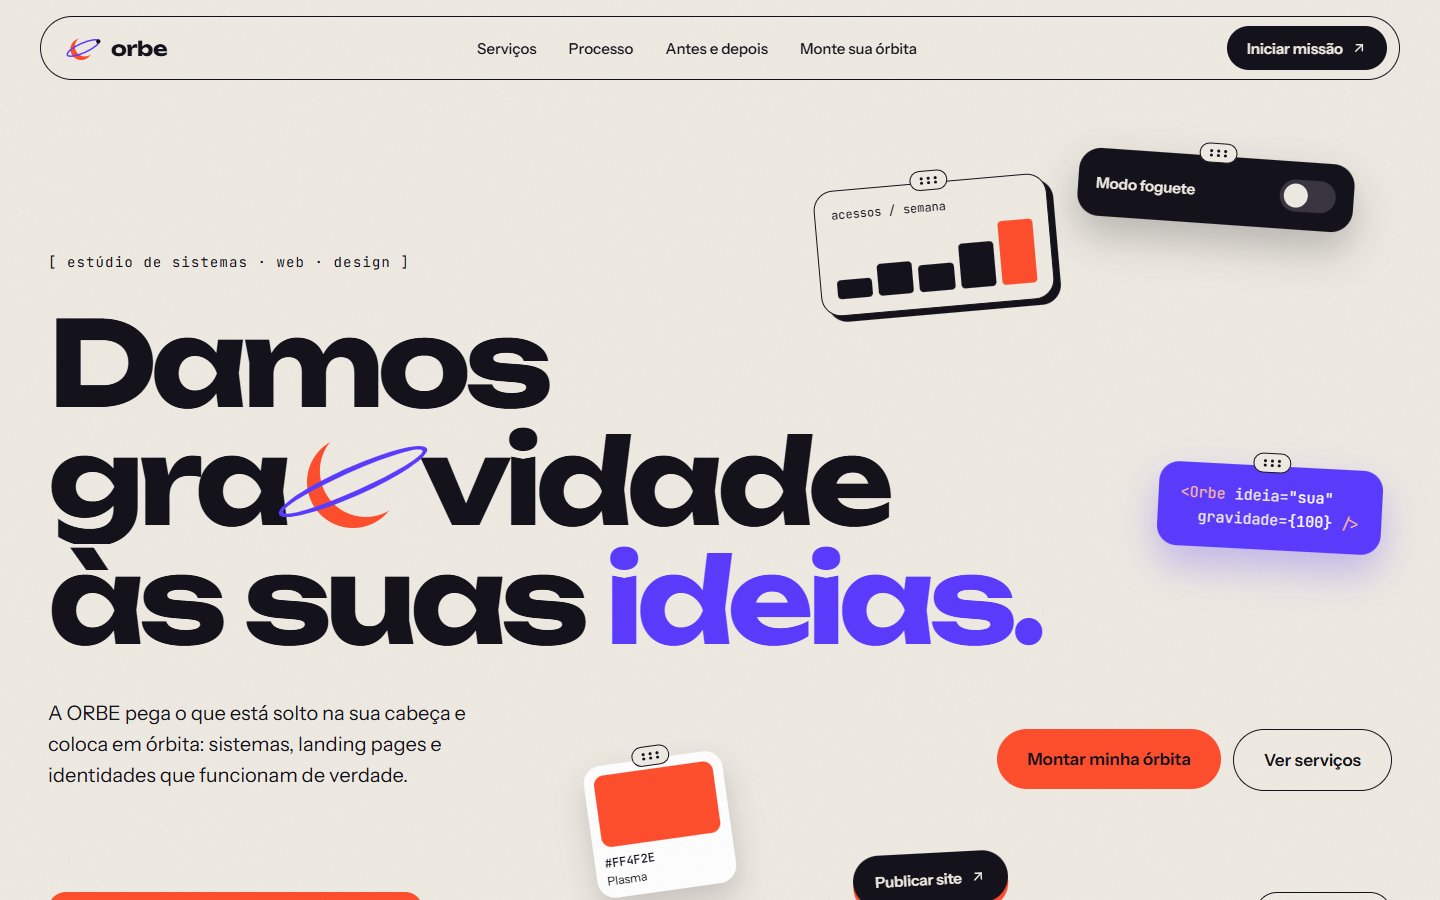 orbe
Serviços
Processo
Antes e depois
Monte sua órbita
Iniciar missão
acessos / semana
Modo foguete
[ estúdio de sistemas · web · design ]
Damos
gravidade
às suas ideias.
<Orbe ideia="sua"
gravidade={100} />
A ORBE pega o que está solto na sua cabeça e
coloca em órbita: sistemas, landing pages e
identidades que funcionam de verdade.
Montar minha órbita
Ver serviços
#FF4F2E
Plasma
Publicar site